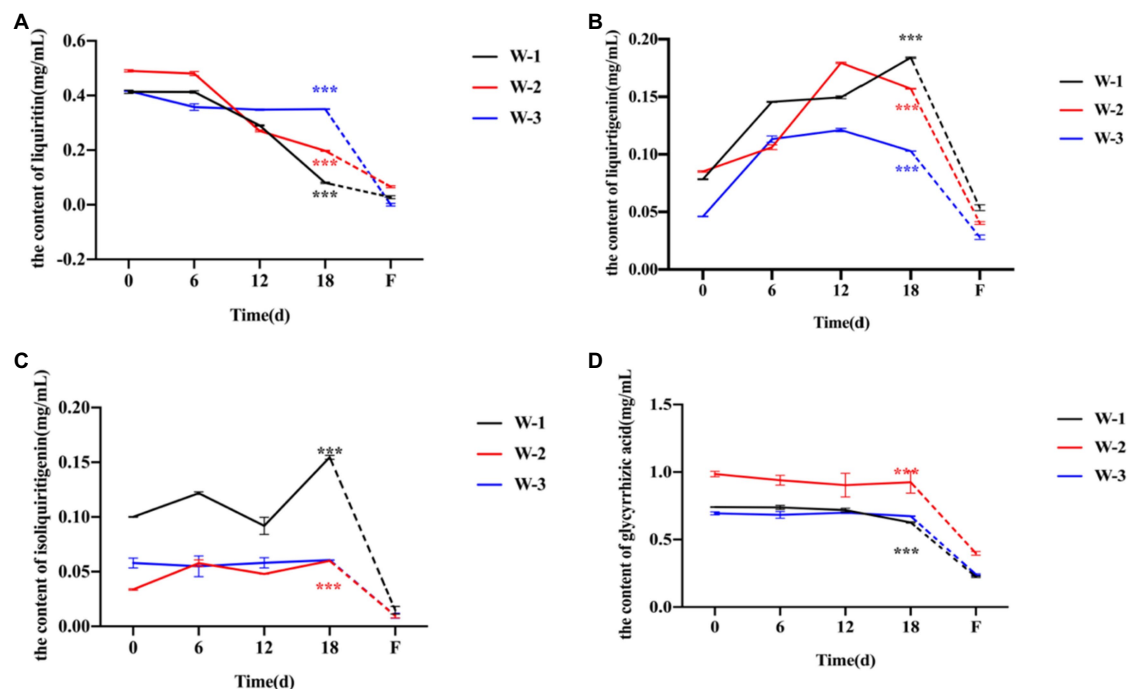 A
the content of liquiritin(mg/mL)
0.6
0.4
0.2
0.0
-0.2
0 6 12 18 F
Time(d)
***
***
***
W-1
W-2
W-3
B
the content of liquirtigenin(mg/mL)
0.20
0.15
0.10
0.05
0.00
0 6 12 18 F
Time(d)
***
***
***
W-1
W-2
W-3
C
the content of isoliquiritigenin(mg/mL)
0.20
0.15
0.10
0.05
0.00
0 6 12 18 F
Time(d)
***
***
W-1
W-2
W-3
D
the content of glycyrrhizic acid(mg/mL)
1.5
1.0
0.5
0.0
0 6 12 18 F
Time(d)
***
***
W-1
W-2
W-3